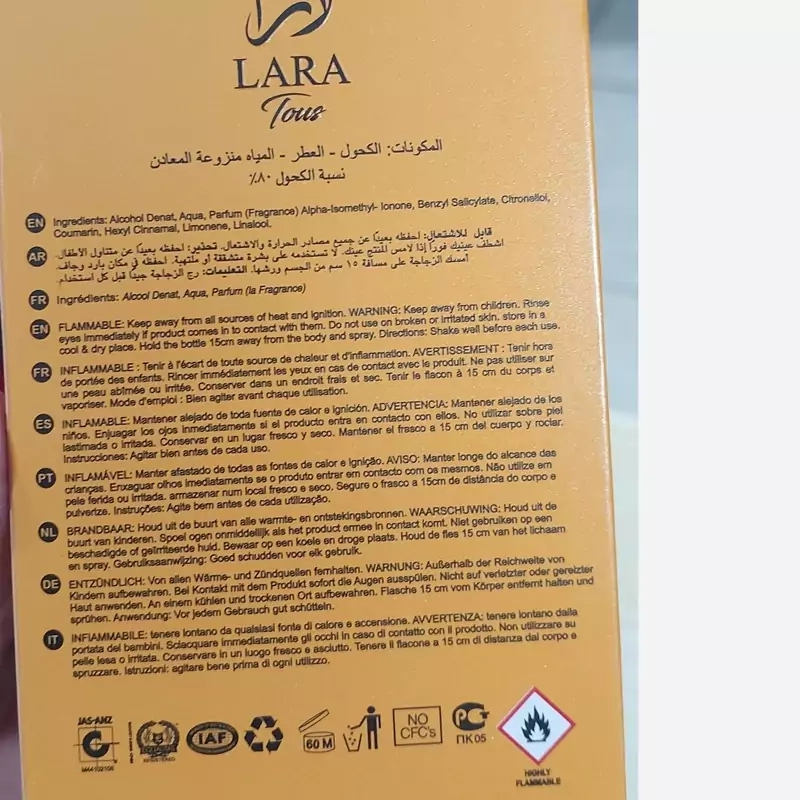 LARA
Tous
المكونات: الكحول - العطر - المياه منزوعة المعادن
نسبة الكحول ٨٠٪
EN Ingredients: Alcohol Denat, Aqua, Parfum (Fragrance) Alpha-Isomethyl- Ionone, Benzyl Salicylate, Citronellol,
Coumarin, Hexyl Cinnamal, Limonene, Linalool.
AR قابل للاشتعال: احفظه بعيدًا عن جميع مصادر الحرارة والاشتعال. تحذير: احفظه بعيدًا عن متناول الأطفال.
اشطف عينيك فورًا إذا لامس المنتج عينك. لا تستخدمه على بشرة متشققة أو ملتهبة. احفظه في مكان بارد وجاف.
أمسك الزجاجة على مسافة ١٥ سم من الجسم ورشها. التعليمات: رج الزجاجة جيدًا قبل كل استخدام.
FR Ingrédients: Alcool Denat, Aqua, Parfum (la Fragrance)
EN FLAMMABLE: Keep away from all sources of heat and ignition. WARNING: Keep away from children. Rinse
eyes immediately if product comes in to contact with them. Do not use on broken or irritated skin. store in a
cool & dry place. Hold the bottle 15cm away from the body and spray. Directions: Shake well before each use.
FR INFLAMMABLE : Tenir à l'écart de toute source de chaleur et d'inflammation. AVERTISSEMENT : Tenir hors
de portée des enfants. Rincer immédiatement les yeux en cas de contact avec le produit. Ne pas utiliser sur
une peau abîmée ou irritée. Conserver dans un endroit frais et sec. Tenir le flacon à 15 cm du corps et
vaporiser. Mode d'emploi : Bien agiter avant chaque utilisation.
ES INFLAMABLE: Mantener alejado de toda fuente de calor e ignición. ADVERTENCIA: Mantener alejado de los
niños. Enjuagar los ojos inmediatamente si el producto entra en contacto con ellos. No utilizar sobre piel
lastimada o irritada. Conservar en un lugar fresco y seco. Mantener el frasco a 15 cm del cuerpo y rociar.
Instrucciones: Agitar bien antes de cada uso.
PT INFLAMÁVEL: Manter afastado de todas as fontes de calor e ignição. AVISO: Manter longe do alcance das
crianças. Enxaguar olhos imediatamente se o produto entrar em contacto com os mesmos. Não utilize em
pele ferida ou irritada. armazenar num local fresco e seco. Segure o frasco a 15cm de distância do corpo e
pulverize. Instruções: Agite bem antes de cada utilização.
NL BRANDBAAR: Houd uit de buurt van alle warmte- en ontstekingsbronnen. WAARSCHUWING: Houd uit de
buurt van kinderen. Spoel ogen onmiddellijk als het product ermee in contact komt. Niet gebruiken op een
beschadigde of geïrriteerde huid. Bewaar op een koele en droge plaats. Houd de fles 15 cm van het lichaam
en spray. Gebruiksaanwijzing: Goed schudden voor elk gebruik.
DE ENTZÜNDLICH: Von allen Wärme- und Zündquellen fernhalten. WARNUNG: Außerhalb der Reichweite von
Kindern aufbewahren. Bei Kontakt mit dem Produkt sofort die Augen ausspülen. Nicht auf verletzter oder gereizter
Haut anwenden. An einem kühlen und trockenen Ort aufbewahren. Flasche 15 cm vom Körper entfernt halten und
sprühen. Anwendung: Vor jedem Gebrauch gut schütteln.
IT INFIAMMABILE: tenere lontano da qualsiasi fonte di calore e accensione. AVVERTENZA: tenere lontano dalla
portata dei bambini. Sciacquare immediatamente gli occhi in caso di contatto con il prodotto. Non utilizzare su
pelle lesa o irritata. Conservare in un luogo fresco e asciutto. Tenere il flacone a 15 cm di distanza dal corpo e
spruzzare. Istruzioni: agitare bene prima di ogni utilizzo.
JAS-ANZ
M4410210
REGISTERED
IAF
60 M
NO
CFC's
ПК 05
HIGHLY
FLAMMABLE